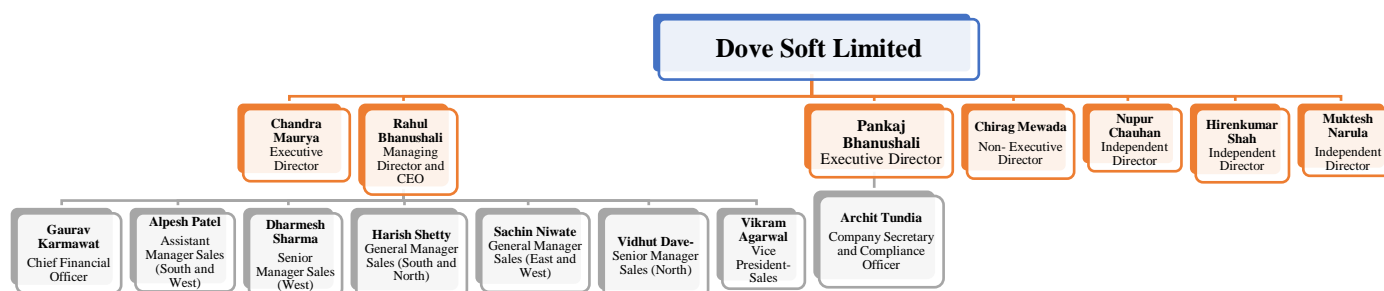 Dove Soft Limited
Chandra
Maurya
Executive
Director
Rahul
Bhanushali
Managing
Director and
CEO
Pankaj
Bhanushali
Executive Director
Chirag Mewada
Non- Executive
Director
Nupur
Chauhan
Independent
Director
Hirenkumar
Shah
Independent
Director
Muktesh
Narula
Independent
Director
Gaurav
Karmawat
Chief Financial
Officer
Alpesh Patel
Assistant
Manager Sales
(South and
West)
Dharmesh
Sharma
Senior
Manager Sales
(West)
Harish Shetty
General Manager
Sales (South and
North)
Sachin Niwate
General Manager
Sales (East and
West)
Vidhut Dave-
Senior Manager
Sales (North)
Vikram
Agarwal
Vice
President-
Sales
Archit Tundia
Company Secretary
and Compliance
Officer